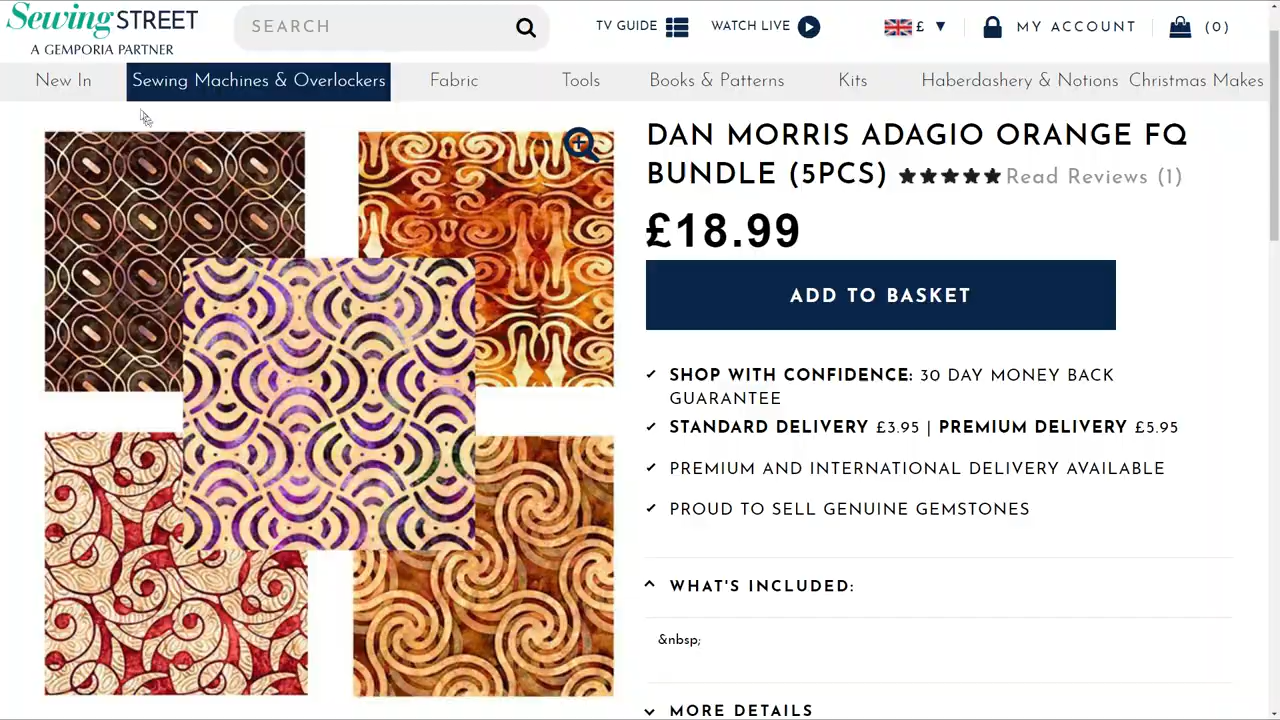 Sewing STREET
A GEMPORIA PARTNER
SEARCH
TV GUIDE
WATCH LIVE
£ ▼
MY ACCOUNT
(0)
New In
Sewing Machines & Overlockers
Fabric
Tools
Books & Patterns
Kits
Haberdashery & Notions
Christmas Makes
DAN MORRIS ADAGIO ORANGE FQ
BUNDLE (5PCS) ★★★★★ Read Reviews (1)
£18.99
ADD TO BASKET
✓ SHOP WITH CONFIDENCE: 30 DAY MONEY BACK
GUARANTEE
✓ STANDARD DELIVERY £3.95 | PREMIUM DELIVERY £5.95
✓ PREMIUM AND INTERNATIONAL DELIVERY AVAILABLE
✓ PROUD TO SELL GENUINE GEMSTONES
WHAT'S INCLUDED:
&nbsp;
MORE DETAILS